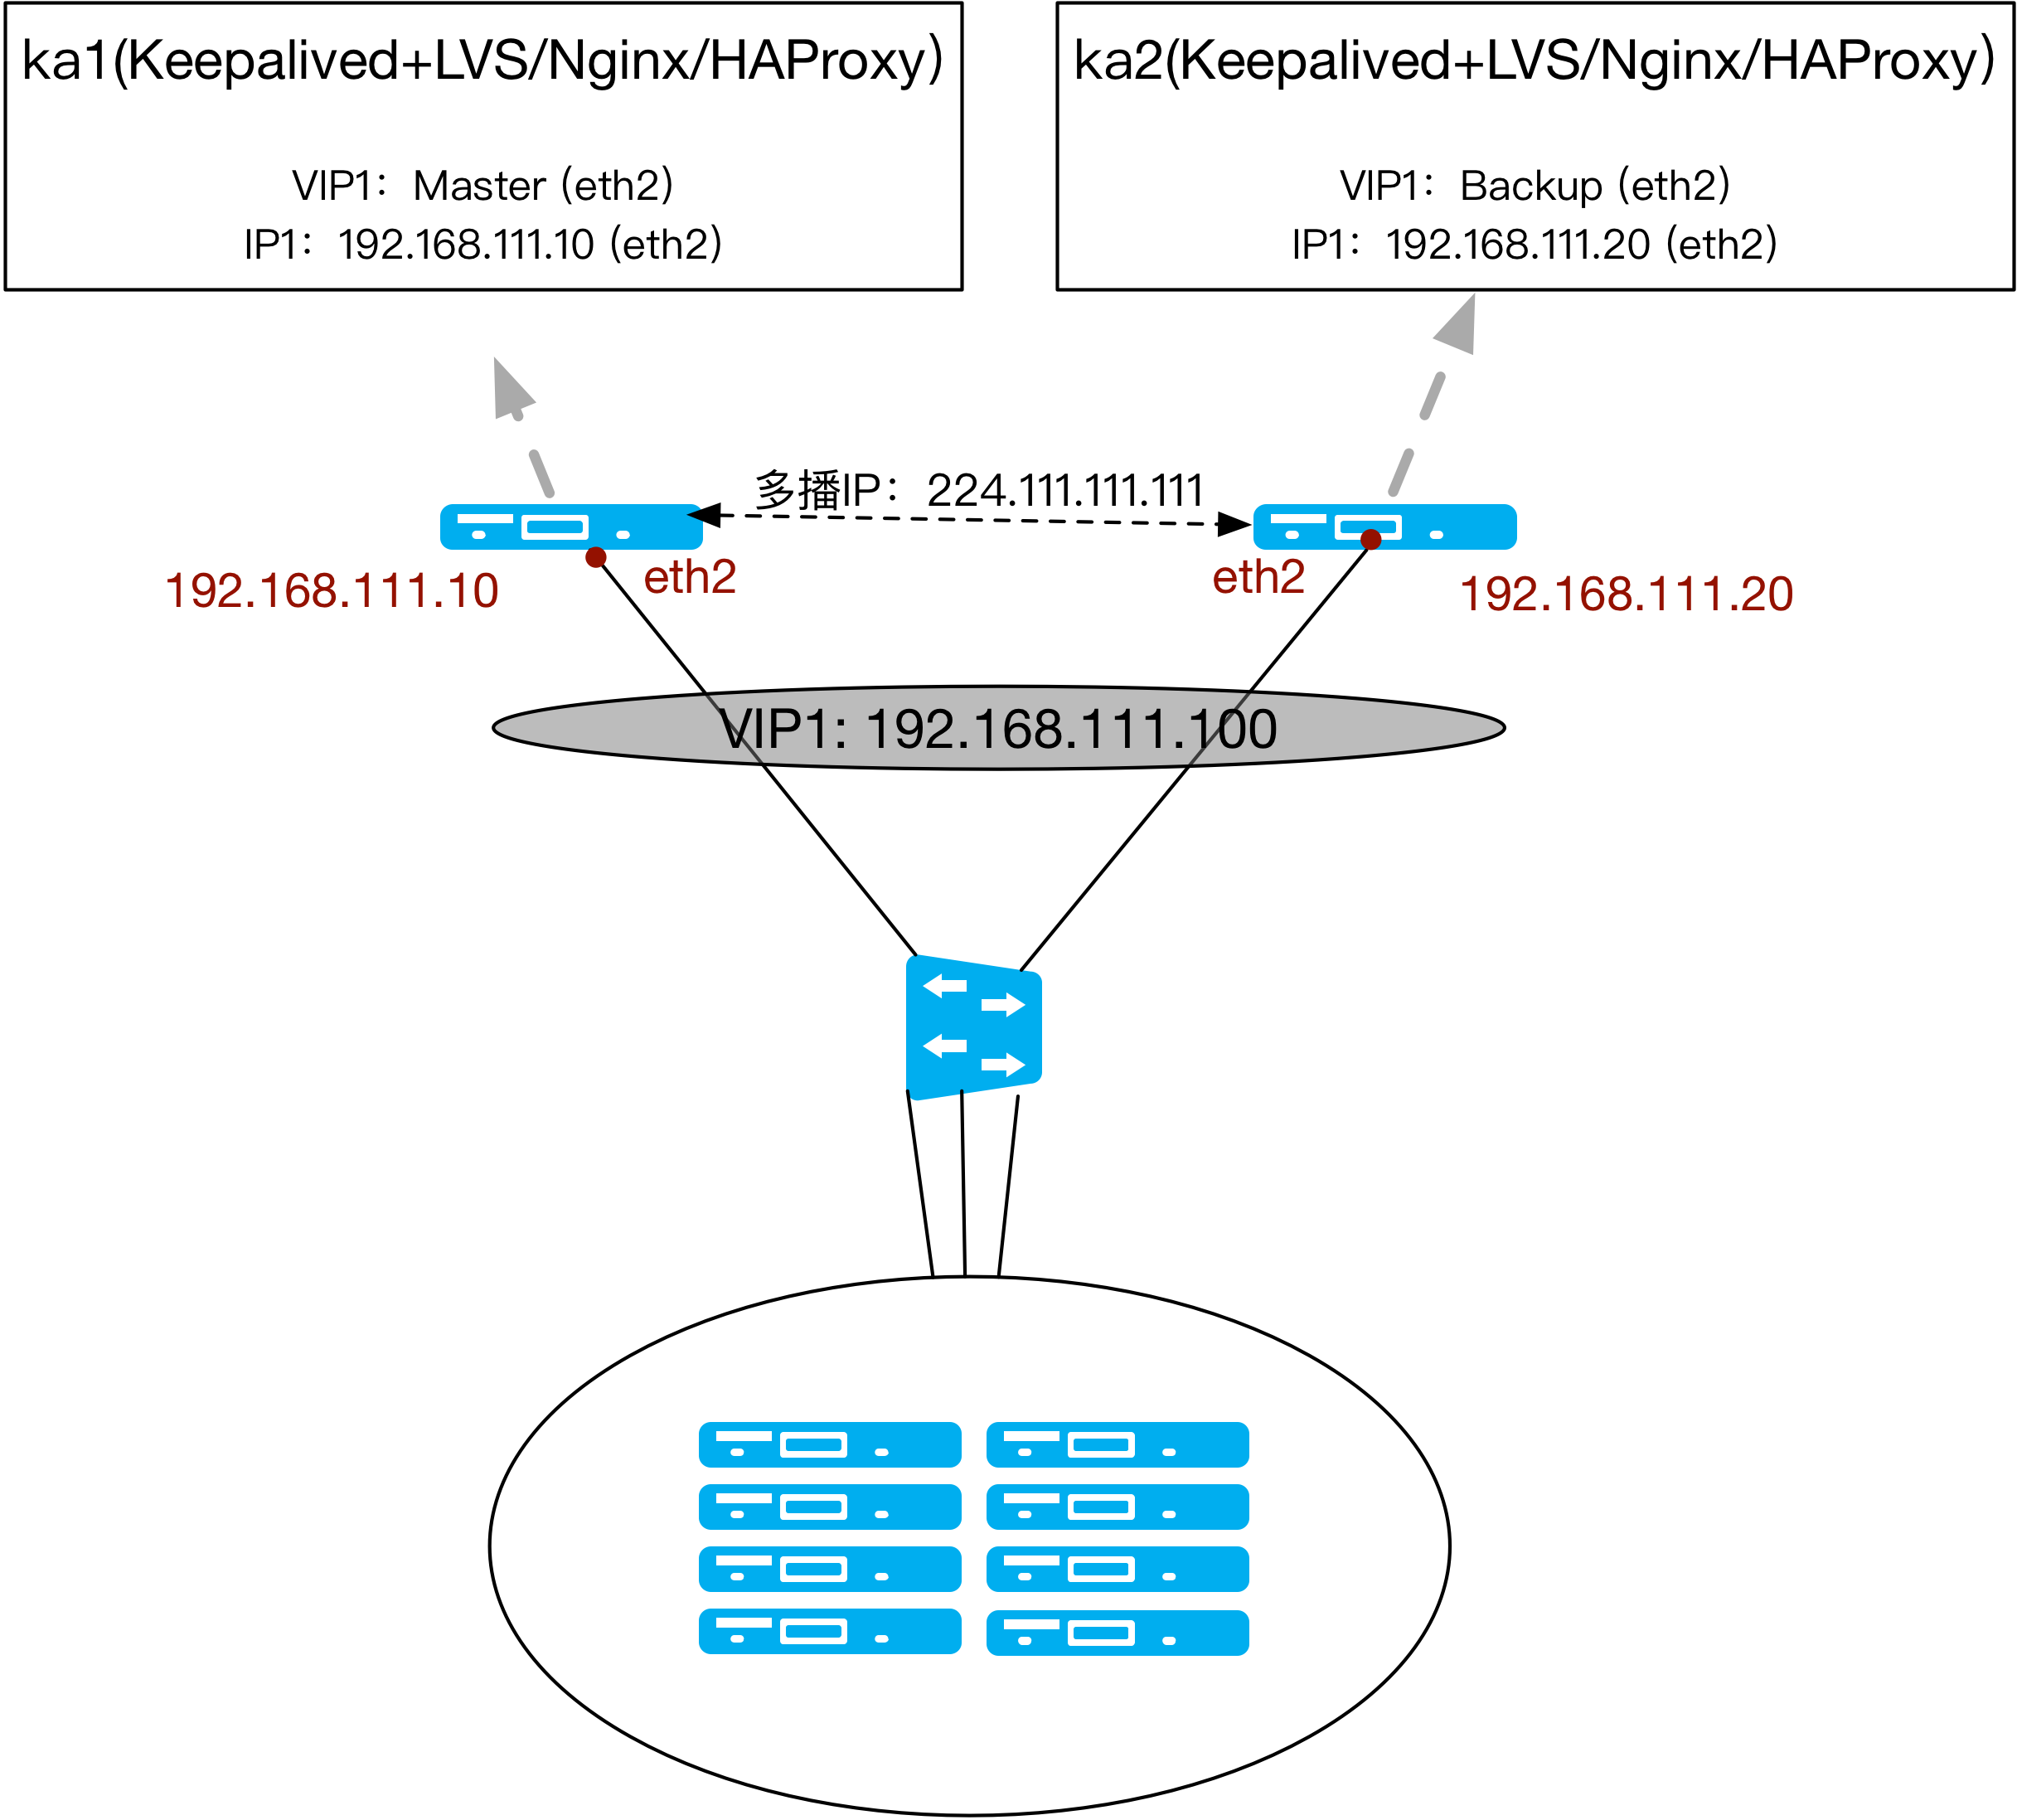 ka1(Keepalived+LVS/Nginx/HAProxy)
VIP1：Master (eth2)
IP1：192.168.111.10 (eth2)
ka2(Keepalived+LVS/Nginx/HAProxy)
VIP1：Backup (eth2)
IP1：192.168.111.20 (eth2)
多播IP：224.111.111.111
192.168.111.10
eth2
eth2
192.168.111.20
VIP1: 192.168.111.100